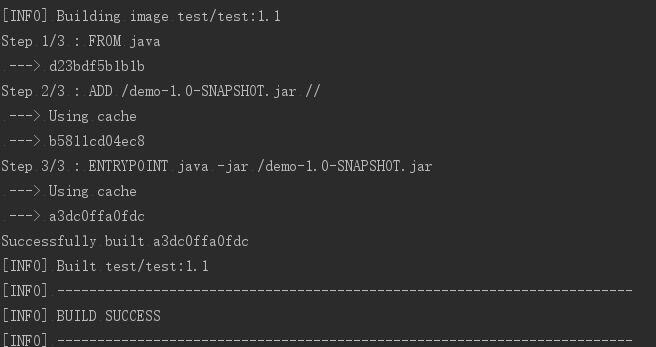 [INFO] Building image test/test:1.1
Step 1/3 : FROM java
---> d23bdf5b1b1b
Step 2/3 : ADD /demo-1.0-SNAPSHOT.jar //
---> Using cache
---> b5811cd04ec8
Step 3/3 : ENTRYPOINT java -jar /demo-1.0-SNAPSHOT.jar
---> Using cache
---> a3dc0ffa0fdc
Successfully built a3dc0ffa0fdc
[INFO] Built test/test:1.1
[INFO] ------------------------------------------------------------------------
[INFO] BUILD SUCCESS
[INFO] ------------------------------------------------------------------------